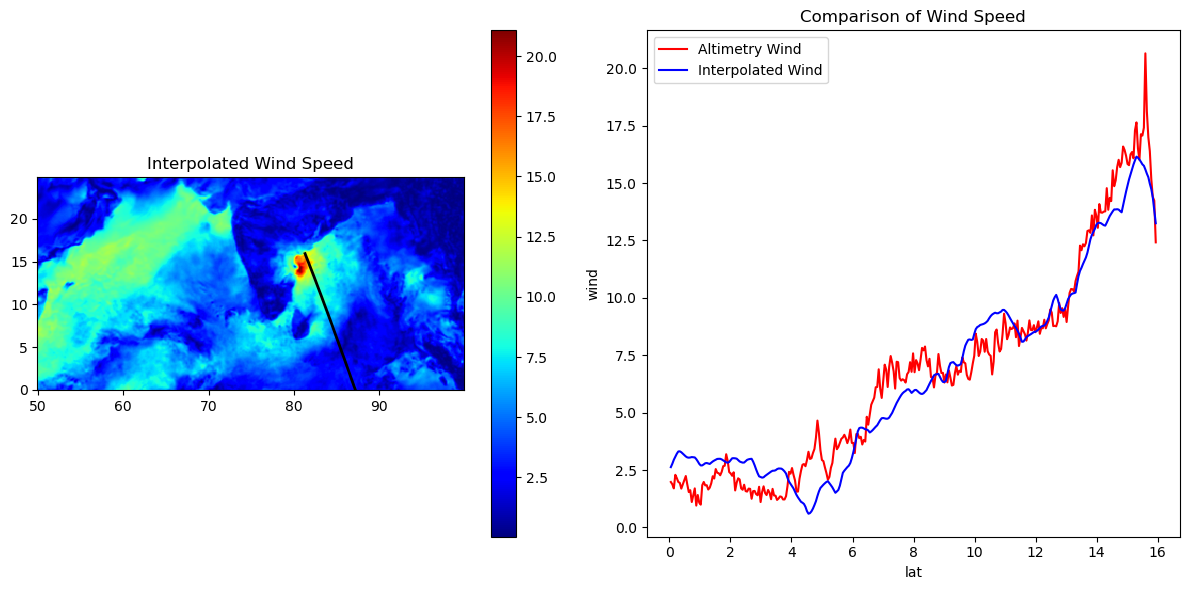 Interpolated Wind Speed
20
15
10
5
0
50 60 70 80 90
20.0
17.5
15.0
12.5
10.0
7.5
5.0
2.5
Comparison of Wind Speed
Altimetry Wind
Interpolated Wind
wind
20.0
17.5
15.0
12.5
10.0
7.5
5.0
2.5
0.0
0 2 4 6 8 10 12 14 16
lat